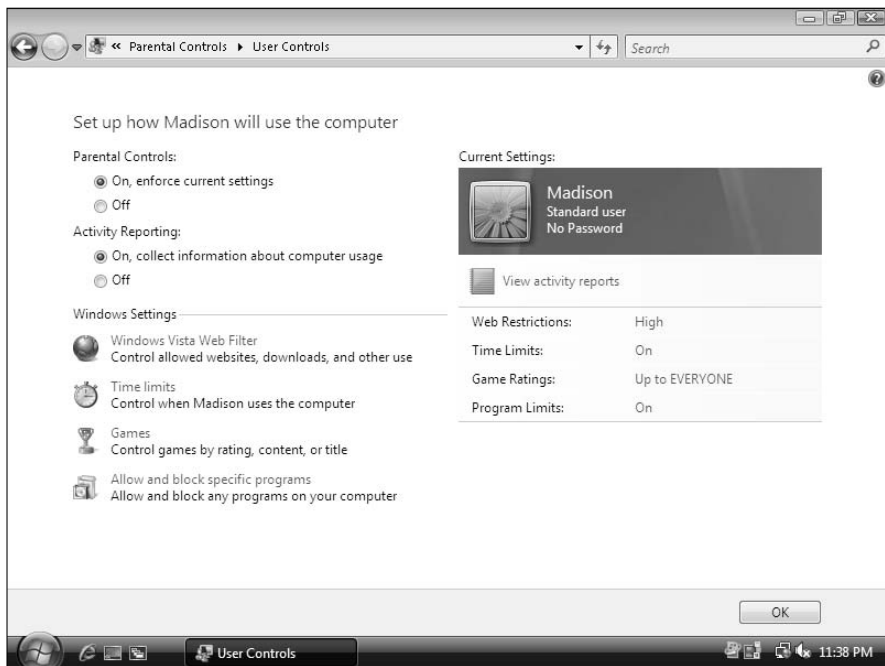 « Parental Controls ▸ User Controls
Search
Set up how Madison will use the computer
Parental Controls:
On, enforce current settings
Off
Activity Reporting:
On, collect information about computer usage
Off
Windows Settings
Windows Vista Web Filter
Control allowed websites, downloads, and other use
Time limits
Control when Madison uses the computer
Games
Control games by rating, content, or title
Allow and block specific programs
Allow and block any programs on your computer
Current Settings:
Madison
Standard user
No Password
View activity reports
Web Restrictions: High
Time Limits: On
Game Ratings: Up to EVERYONE
Program Limits: On
OK
User Controls
11:38 PM